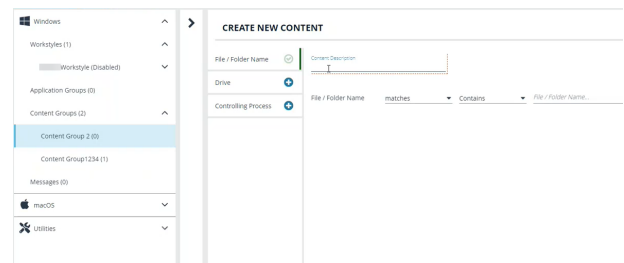 Windows
CREATE NEW CONTENT
Workstyles (1)
File / Folder Name
Content Description
Workstyle (Disabled)
Drive
Application Groups (0)
File / Folder Name
matches
Contains
File / Folder Name...
Controlling Process
Content Groups (2)
Content Group 2 (0)
Content Group1234 (1)
Messages (0)
macOS
Utilities